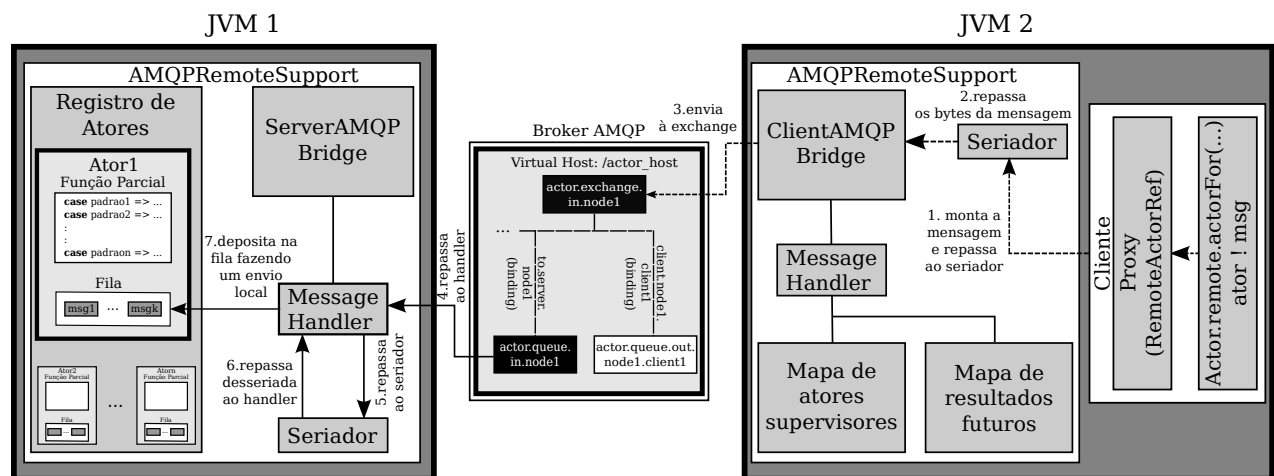 JVM 1
AMQPRemoteSupport
Registro de
Atores
Ator1
Função Parcial
case padrao1 => ...
case padrao2 => ...
:
:
case padraon => ...
Fila
msg1 ... msgk
Ator2
Função Parcial
Fila
...
Atorn
Função Parcial
Fila
ServerAMQP
Bridge
7.deposita na
fila fazendo
um envio
local
Message
Handler
6.repassa
desseriada
ao handler
5.repassa
ao seriador
Seriador
4.repassa
ao handler
Broker AMQP
Virtual Host: /actor_host
actor.exchange.
in.node1
...
to.server.
node1
(binding)
client.node1.
client1
(binding)
actor.queue.
in.node1
actor.queue.out.
node1.client1
3.envia
à exchange
JVM 2
AMQPRemoteSupport
ClientAMQP
Bridge
2.repassa
os bytes da mensagem
Seriador
1. monta a
mensagem
e repassa
ao seriador
Message
Handler
Mapa de
atores
supervisores
Mapa de
resultados
futuros
Cliente
Proxy
(RemoteActorRef)
Actor.remote.actorFor(...)
ator ! msg